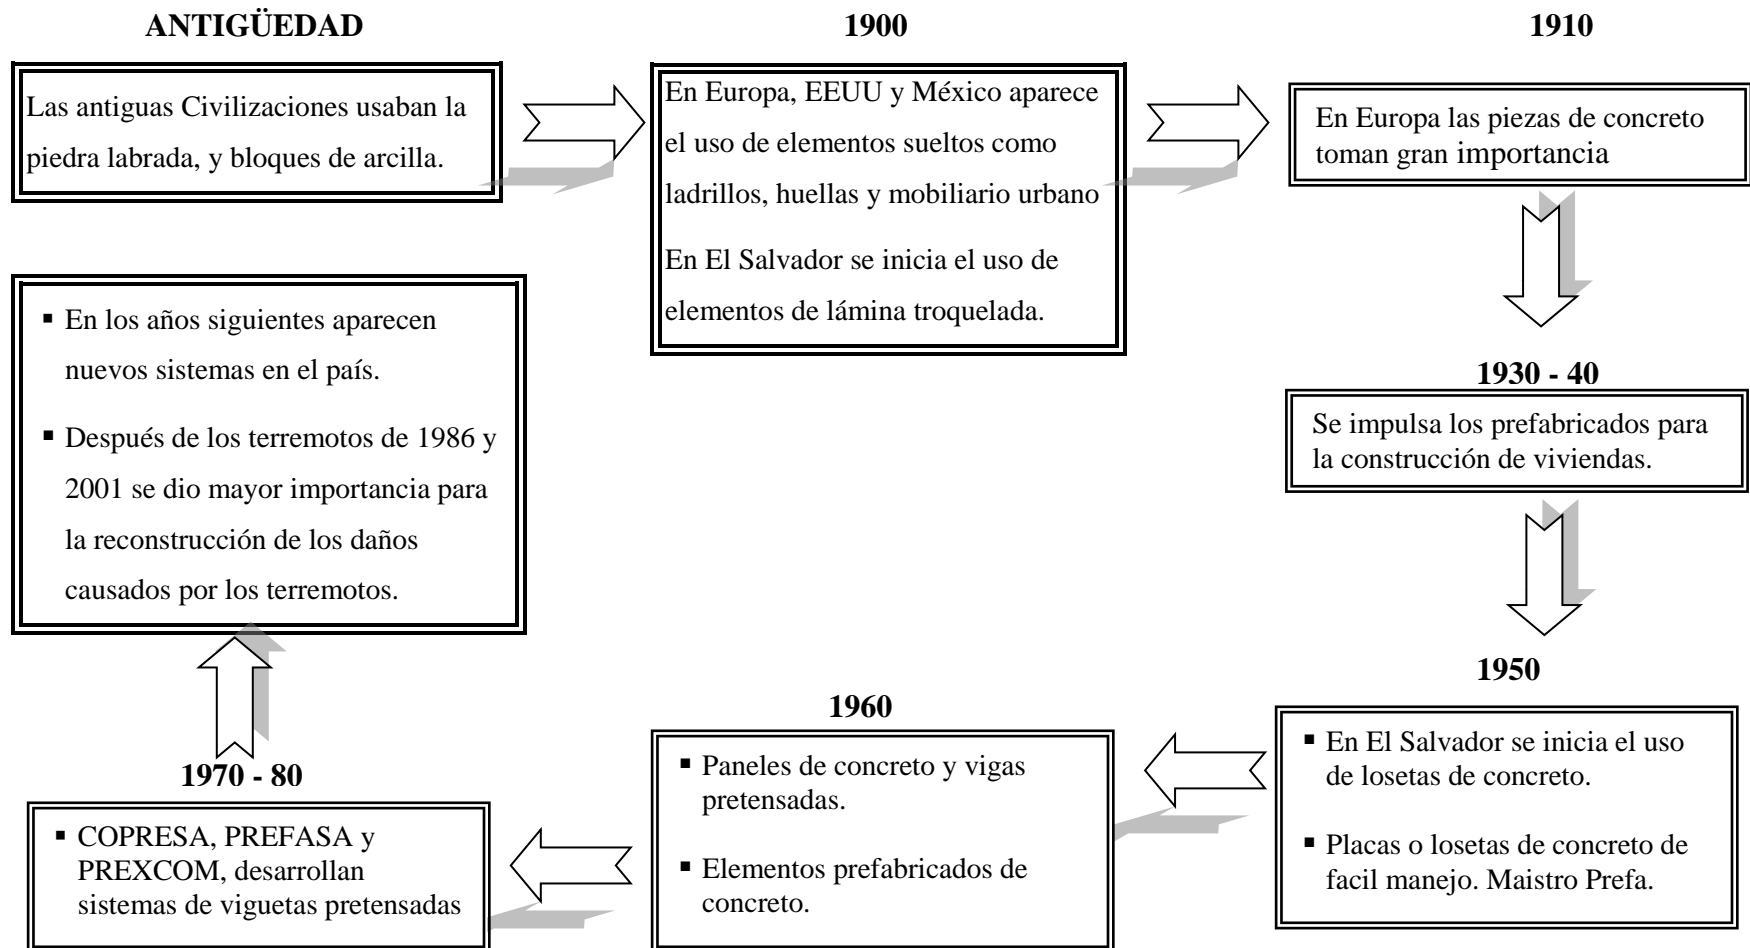 ANTIGÜEDAD
Las antiguas Civilizaciones usaban la
piedra labrada, y bloques de arcilla.
1900
En Europa, EEUU y México aparece
el uso de elementos sueltos como
ladrillos, huellas y mobiliario urbano
En El Salvador se inicia el uso de
elementos de lámina troquelada.
1910
En Europa las piezas de concreto
toman gran importancia
1930 - 40
Se impulsa los prefabricados para
la construcción de viviendas.
1950
▪ En El Salvador se inicia el uso
de losetas de concreto.
▪ Placas o losetas de concreto de
facil manejo. Maistro Prefa.
1960
▪ Paneles de concreto y vigas
pretensadas.
▪ Elementos prefabricados de
concreto.
1970 - 80
▪ COPRESA, PREFASA y
PREXCOM, desarrollan
sistemas de viguetas pretensadas
▪ En los años siguientes aparecen
nuevos sistemas en el país.
▪ Después de los terremotos de 1986 y
2001 se dio mayor importancia para
la reconstrucción de los daños
causados por los terremotos.